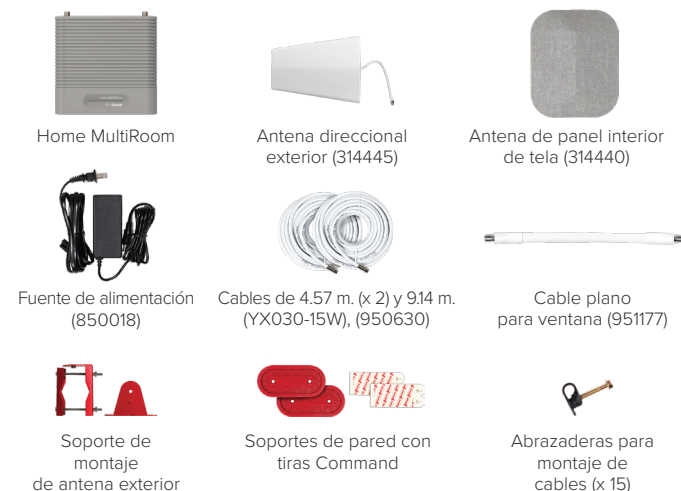 Home MultiRoom
Antena direccional
exterior (314445)
Antena de panel interior
de tela (314440)
Fuente de alimentación
(850018)
Cables de 4.57 m. (x 2) y 9.14 m.
(YX030-15W), (950630)
Cable plano
para ventana (951177)
Soporte de
montaje
de antena exterior
Soportes de pared con
tiras Command
Abrazaderas para
montaje de
cables (x 15)